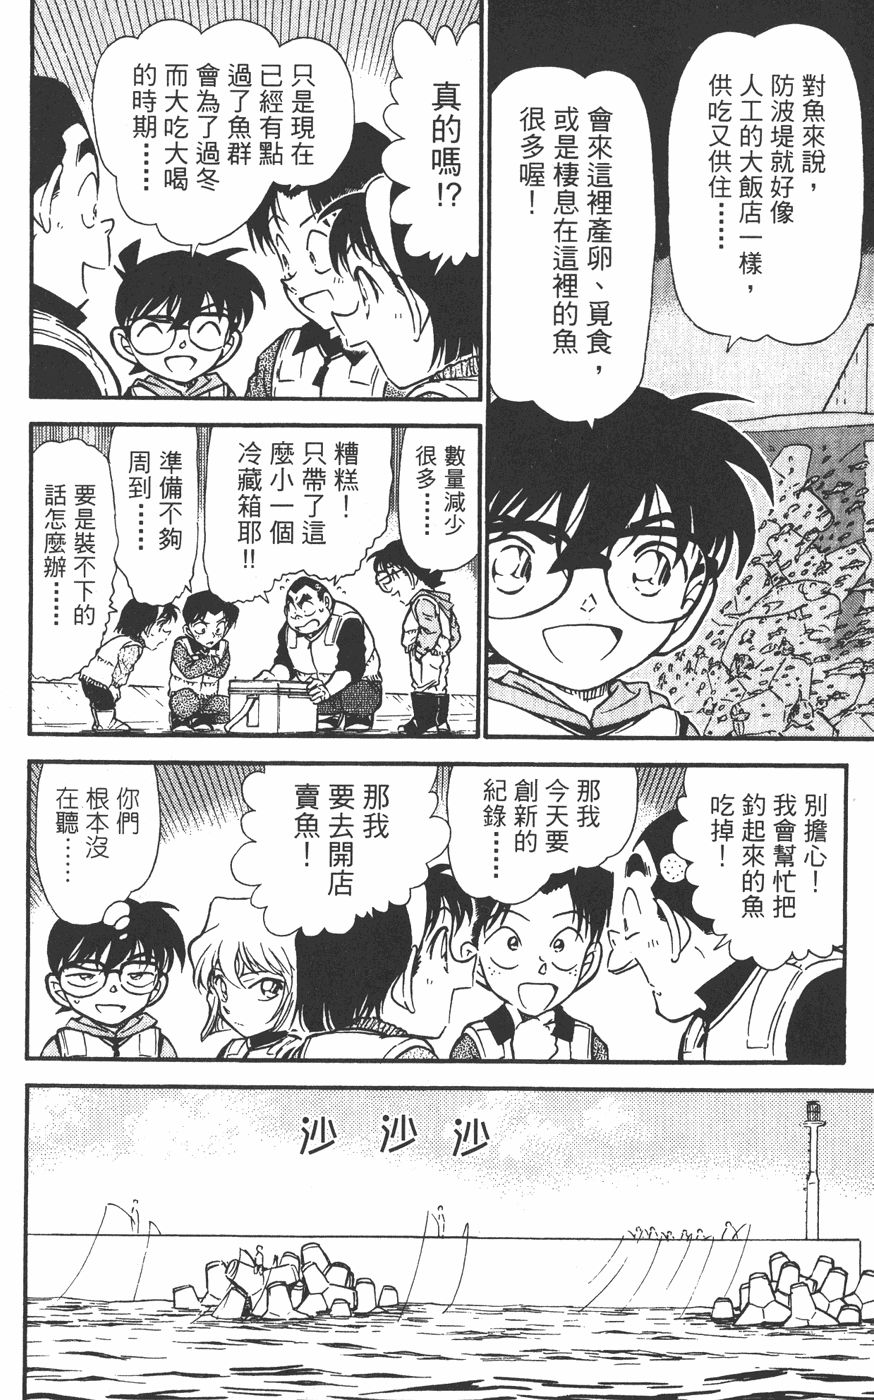 對魚來說，
防波堤就好像
人工的大飯店一樣，
供吃又供住……
會來這裡產卵、覓食，
或是棲息在這裡的魚
很多喔！
真的嗎!?
只是現在
已經有點
過了魚群
會為了過冬
而大吃大喝
的時期……
數量減少
很多……
糟糕！
只帶了這
麼小一個
冷藏箱耶!!
準備不夠
周到……
要是裝不下的
話怎麼辦……
別擔心！
我會幫忙把
釣起來的魚
吃掉！
那我
今天要
創新的
紀錄……
那我
要去開店
賣魚！
你們
根本沒
在聽……
沙 沙 沙